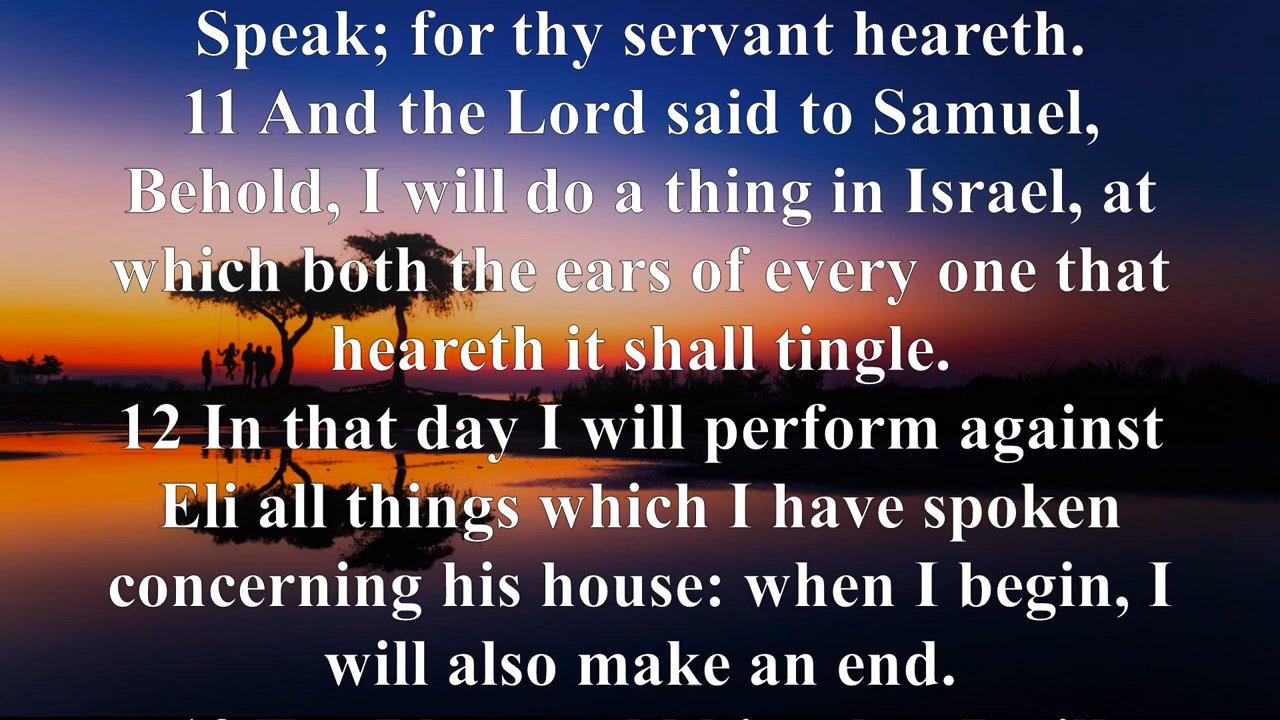 Speak; for thy servant heareth.
11 And the Lord said to Samuel,
Behold, I will do a thing in Israel, at
which both the ears of every one that
heareth it shall tingle.
12 In that day I will perform against
Eli all things which I have spoken
concerning his house: when I begin, I
will also make an end.